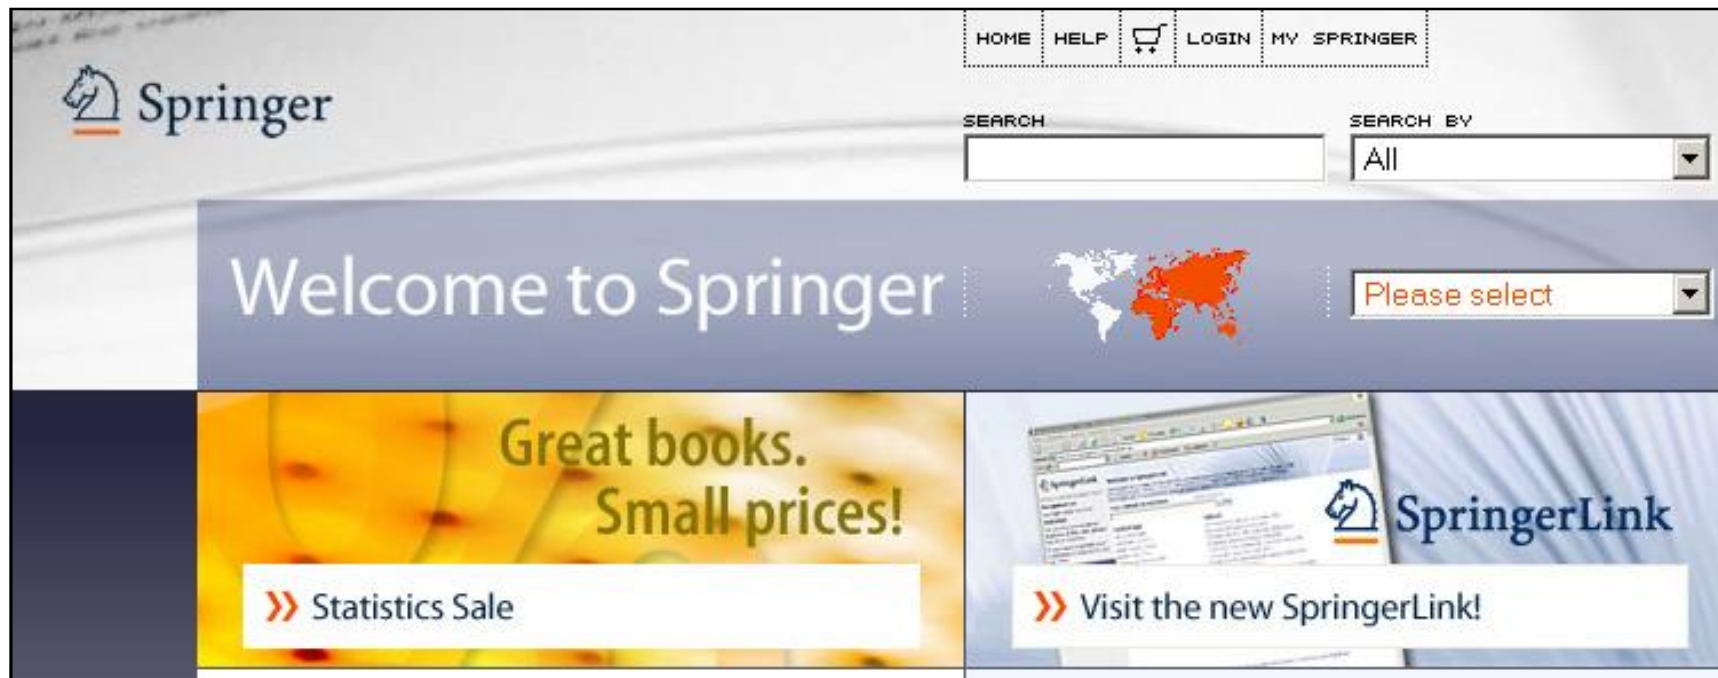 HOME HELP LOGIN MY SPRINGER
Springer
SEARCH SEARCH BY
All
Welcome to Springer
Please select
Great books.
Small prices!
SpringerLink
Statistics Sale
Visit the new SpringerLink!